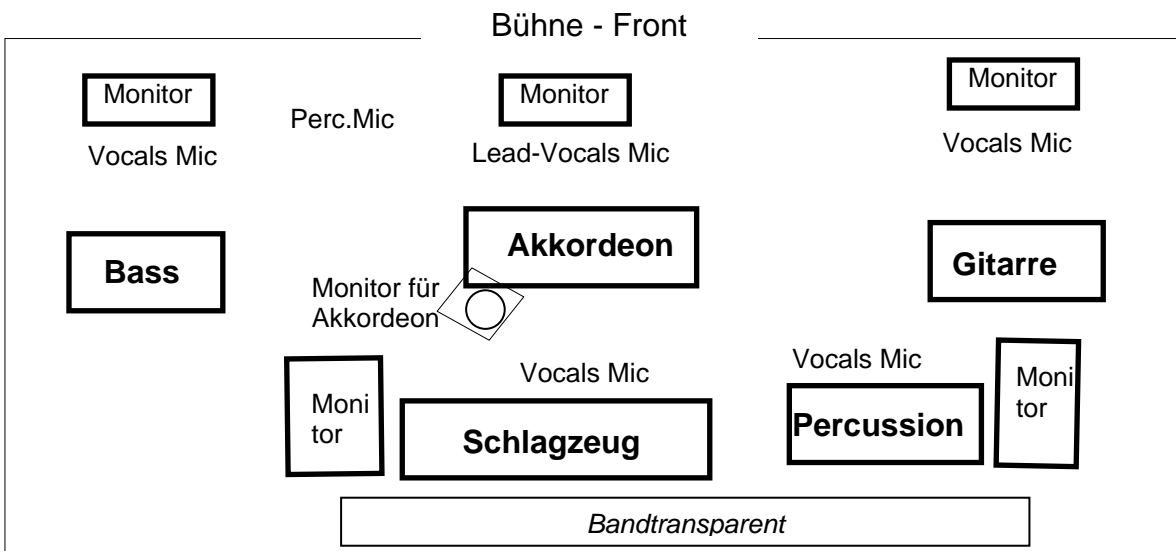 Bühne - Front
Monitor
Monitor
Monitor
Perc.Mic
Vocals Mic
Lead-Vocals Mic
Vocals Mic
Bass
Akkordeon
Gitarre
Monitor für
Akkordeon
Vocals Mic
Vocals Mic
Moni
tor
Schlagzeug
Percussion
Moni
tor
Bandtransparent